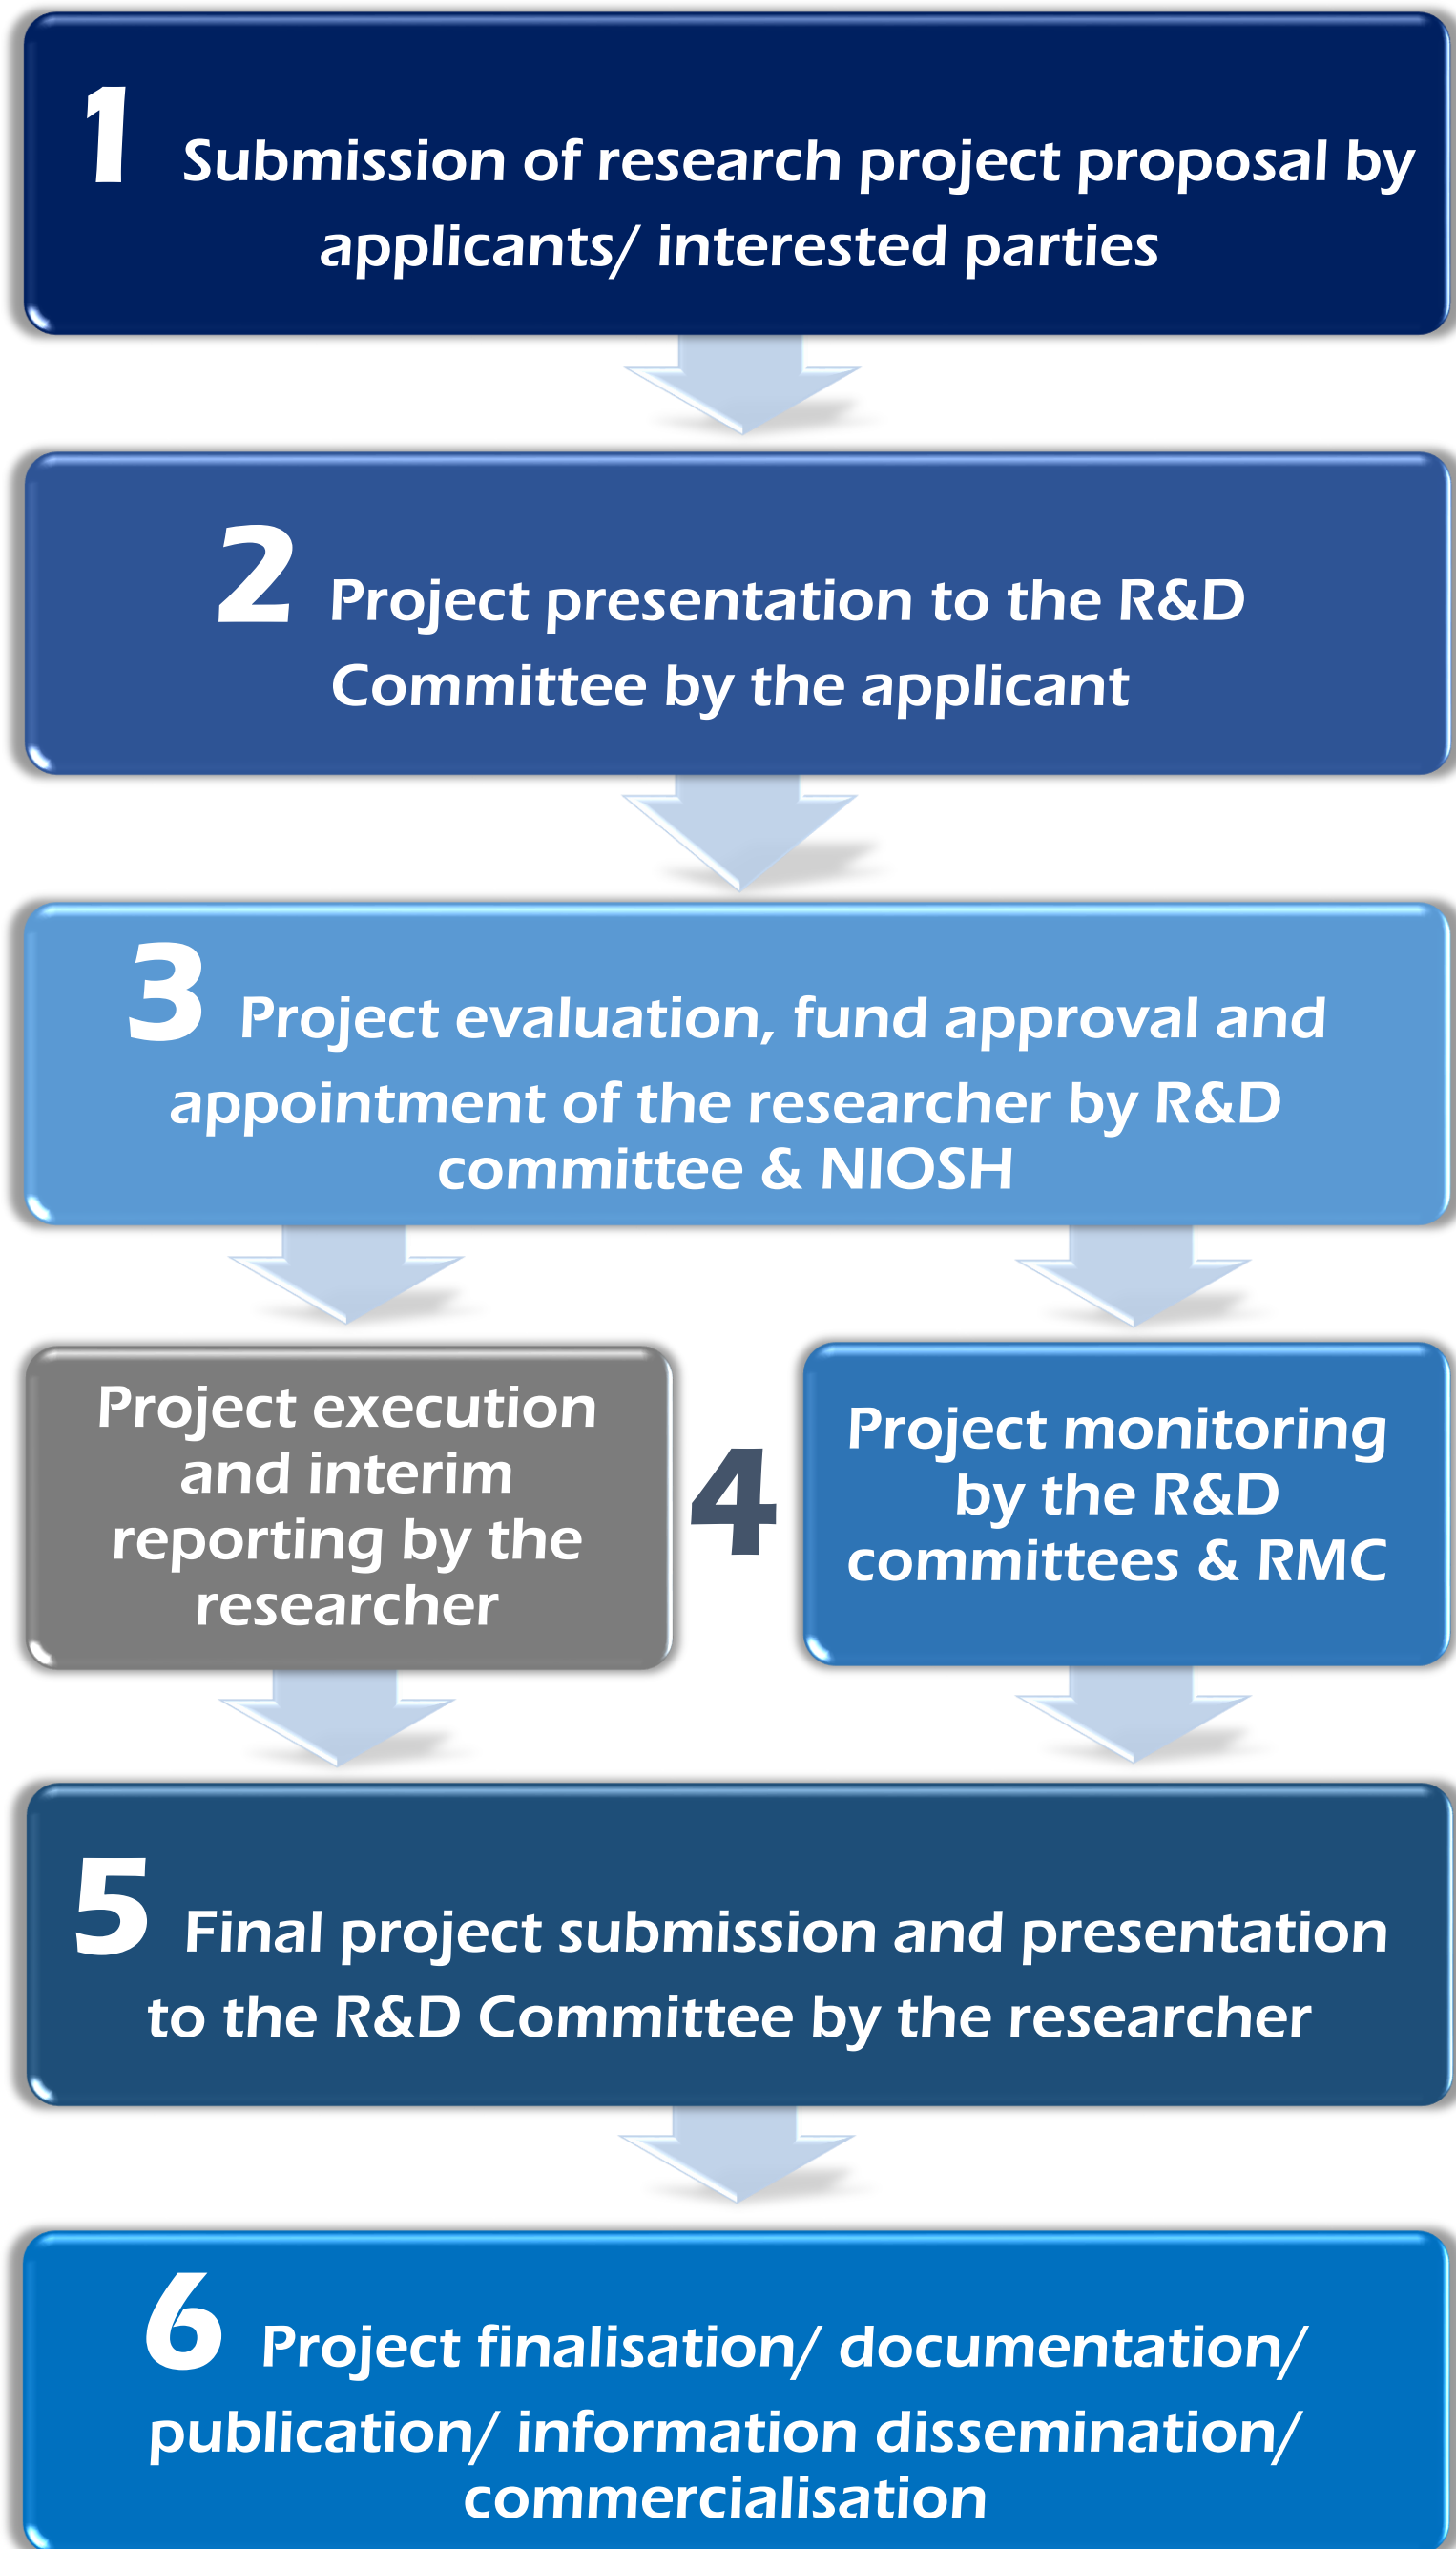 1 Submission of research project proposal by
applicants/ interested parties
2 Project presentation to the R&D
Committee by the applicant
3 Project evaluation, fund approval and
appointment of the researcher by R&D
committee & NIOSH
Project execution
and interim
reporting by the
researcher
4
Project monitoring
by the R&D
committees & RMC
5 Final project submission and presentation
to the R&D Committee by the researcher
6 Project finalisation/ documentation/
publication/ information dissemination/
commercialisation